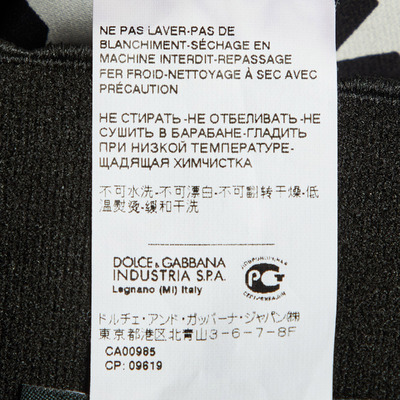 NE PAS LAVER-PAS DE
BLANCHIMENT-SÉCHAGE EN
MACHINE INTERDIT-REPASSAGE
FER FROID-NETTOYAGE À SEC AVEC
PRÉCAUTION
НЕ СТИРАТЬ-НЕ ОТБЕЛИВАТЬ-НЕ
СУШИТЬ В БАРАБАНЕ-ГЛАДИТЬ
ПРИ НИЗКОЙ ТЕМПЕРАТУРЕ-
ЩАДЯЩАЯ ХИМЧИСТКА
不可水洗-不可漂白-不可翻转干燥-低
温熨烫-缓和干洗
DOLCE & GABBANA
INDUSTRIA S.P.A.
Legnano (Mi) Italy
ДОБРОВОЛЬНАЯ
РСТ
СЕРТИФИКАЦИЯ
ドルチェ・アンド・ガッバーナ・ジャパン㈱
東京都港区北青山3-6-7-8F
CA00985
CP: 09619